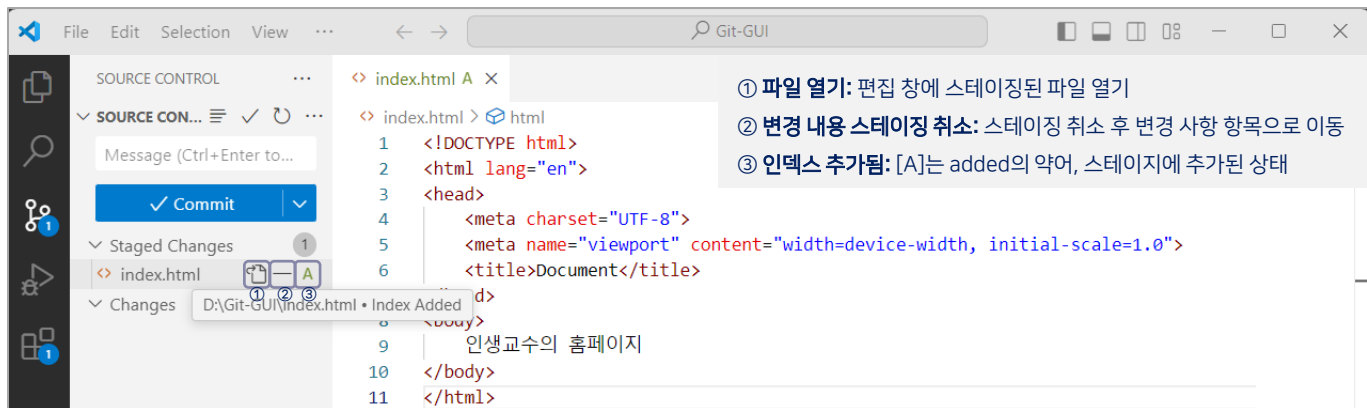 File Edit Selection View ··· Git-GUI
SOURCE CONTROL ···
index.html A
① 파일 열기: 편집 창에 스테이징된 파일 열기
② 변경 내용 스테이징 취소: 스테이징 취소 후 변경 사항 항목으로 이동
③ 인덱스 추가됨: [A]는 added의 약어, 스테이지에 추가된 상태
SOURCE CON... ···
Message (Ctrl+Enter to...
Commit
Staged Changes 1
index.html A
① ② ③
Changes
D:\Git-GUI\index.html • Index Added
1
1
index.html > html
1 <!DOCTYPE html>
2 <html lang="en">
3 <head>
4 <meta charset="UTF-8">
5 <meta name="viewport" content="width=device-width, initial-scale=1.0">
6 <title>Document</title>
d>
8 <body>
9 인생교수의 홈페이지
10 </body>
11 </html>